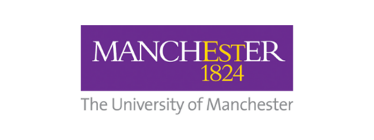 MANCHEstER
1824
The University of Manchester